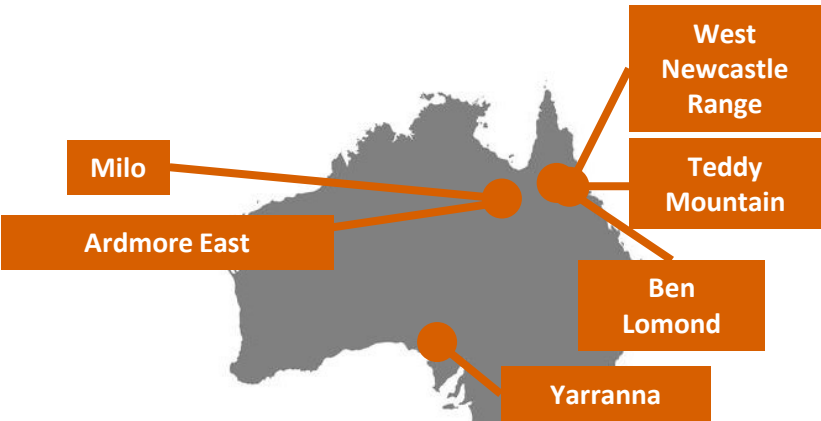 West
Newcastle
Range
Milo
Teddy
Mountain
Ardmore East
Ben
Lomond
Yarranna